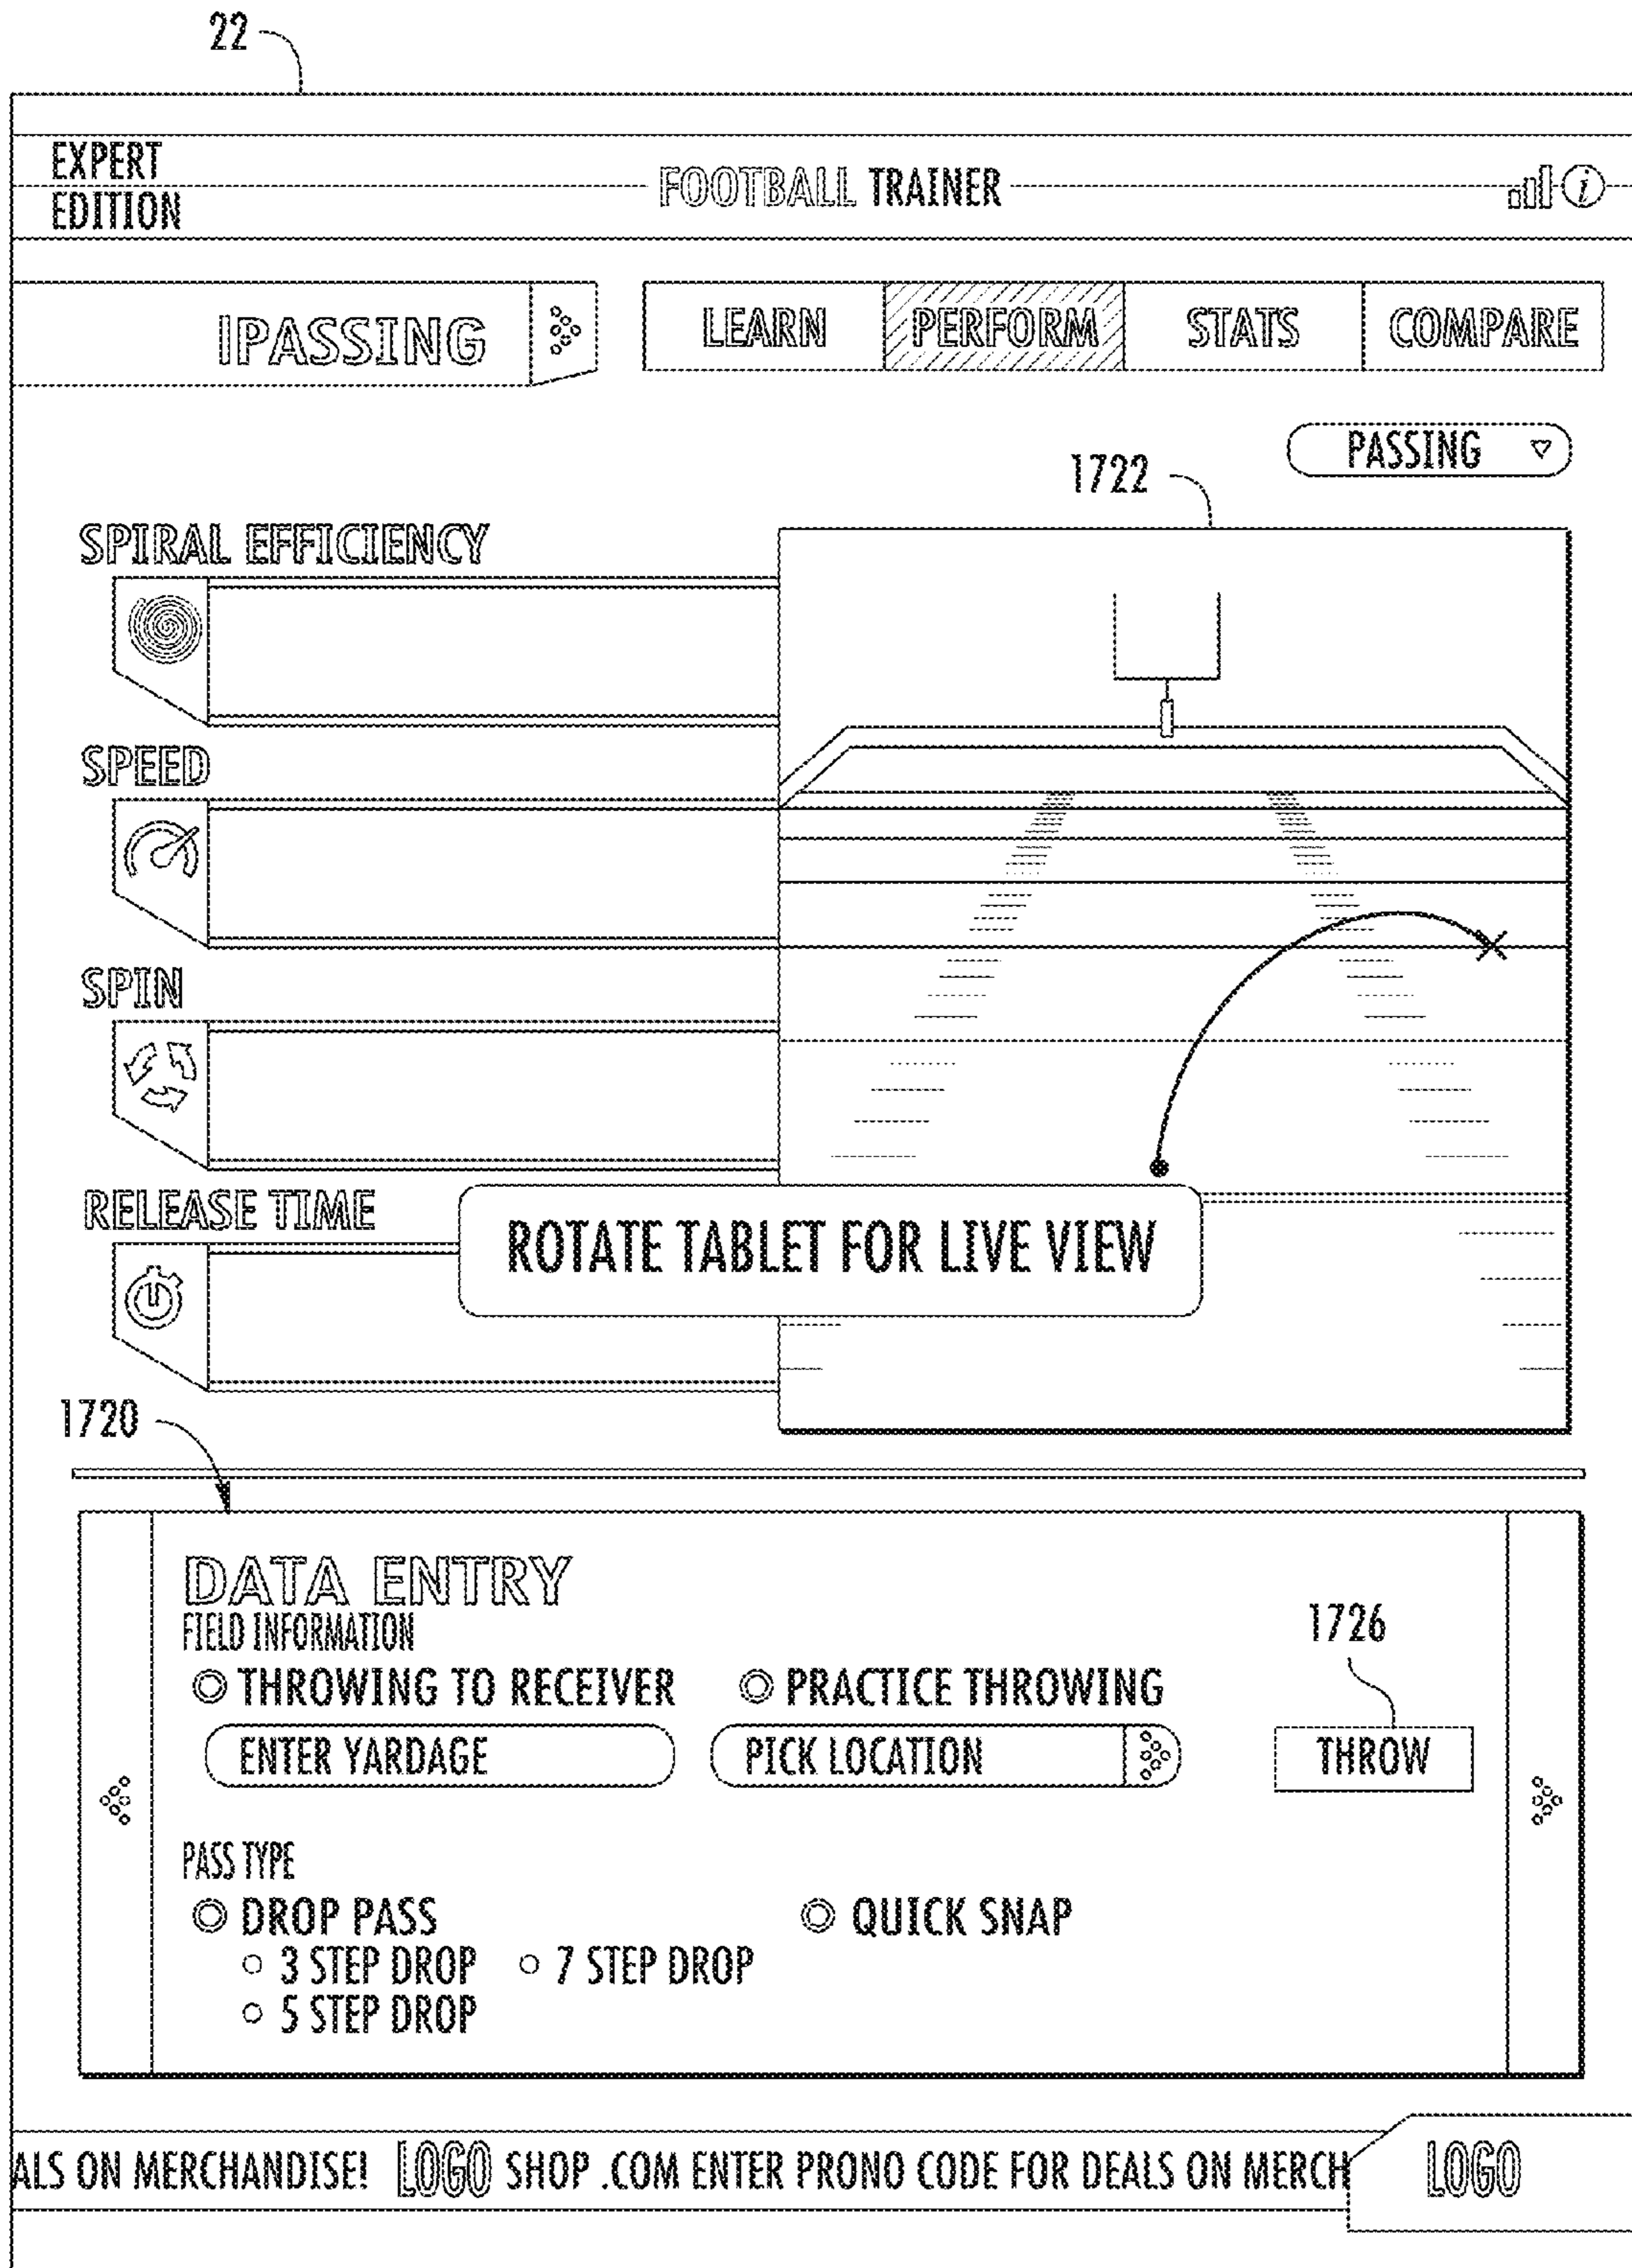 22
EXPERT
EDITION
FOOTBALL TRAINER
i
PASSING
LEARN
PERFORM
STATS
COMPARE
PASSING
1722
SPIRAL EFFICIENCY
SPEED
SPIN
RELEASE TIME
ROTATE TABLET FOR LIVE VIEW
1720
DATA ENTRY
FIELD INFORMATION
1726
THROWING TO RECEIVER
PRACTICE THROWING
ENTER YARDAGE
PICK LOCATION
THROW
PASS TYPE
DROP PASS
QUICK SNAP
3 STEP DROP
7 STEP DROP
5 STEP DROP
ALS ON MERCHANDISE! LOGO SHOP .COM ENTER PRONO CODE FOR DEALS ON MERCH
LOGO